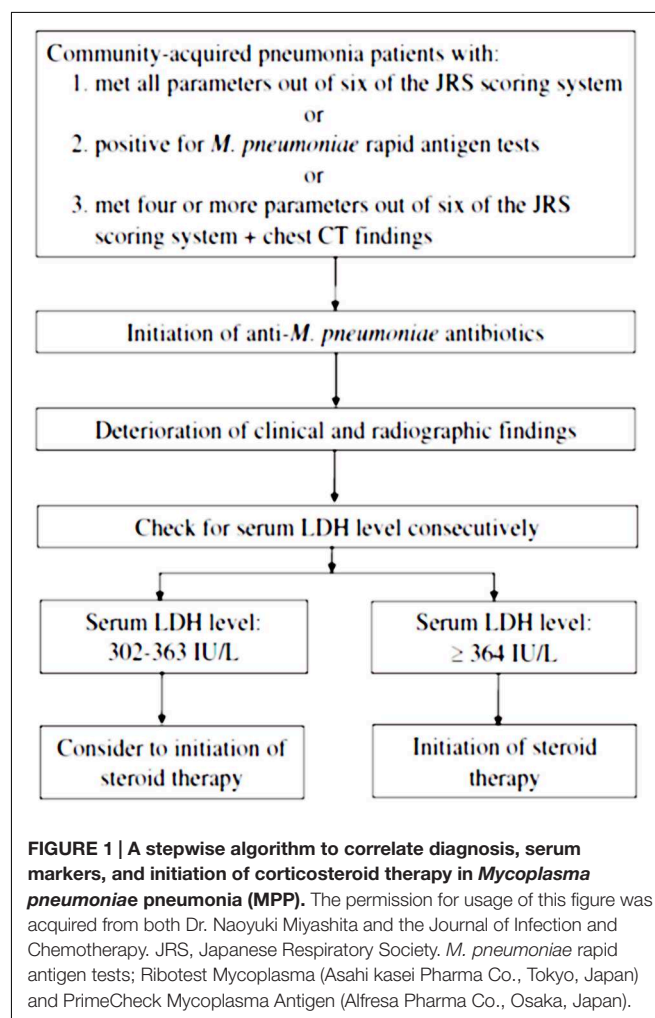 Community-acquired pneumonia patients with:
1. met all parameters out of six of the JRS scoring system
or
2. positive for M. pneumoniae rapid antigen tests
or
3. met four or more parameters out of six of the JRS
scoring system + chest CT findings
Initiation of anti-M. pneumoniae antibiotics
Deterioration of clinical and radiographic findings
Check for serum LDH level consecutively
Serum LDH level:
302-363 IU/L
Serum LDH level:
≥ 364 IU/L
Consider to initiation of
steroid therapy
Initiation of steroid
therapy
FIGURE 1 | A stepwise algorithm to correlate diagnosis, serum
markers, and initiation of corticosteroid therapy in Mycoplasma
pneumoniae pneumonia (MPP). The permission for usage of this figure was
acquired from both Dr. Naoyuki Miyashita and the Journal of Infection and
Chemotherapy. JRS, Japanese Respiratory Society. M. pneumoniae rapid
antigen tests; Ribotest Mycoplasma (Asahi kasei Pharma Co., Tokyo, Japan)
and PrimeCheck Mycoplasma Antigen (Alfresa Pharma Co., Osaka, Japan).